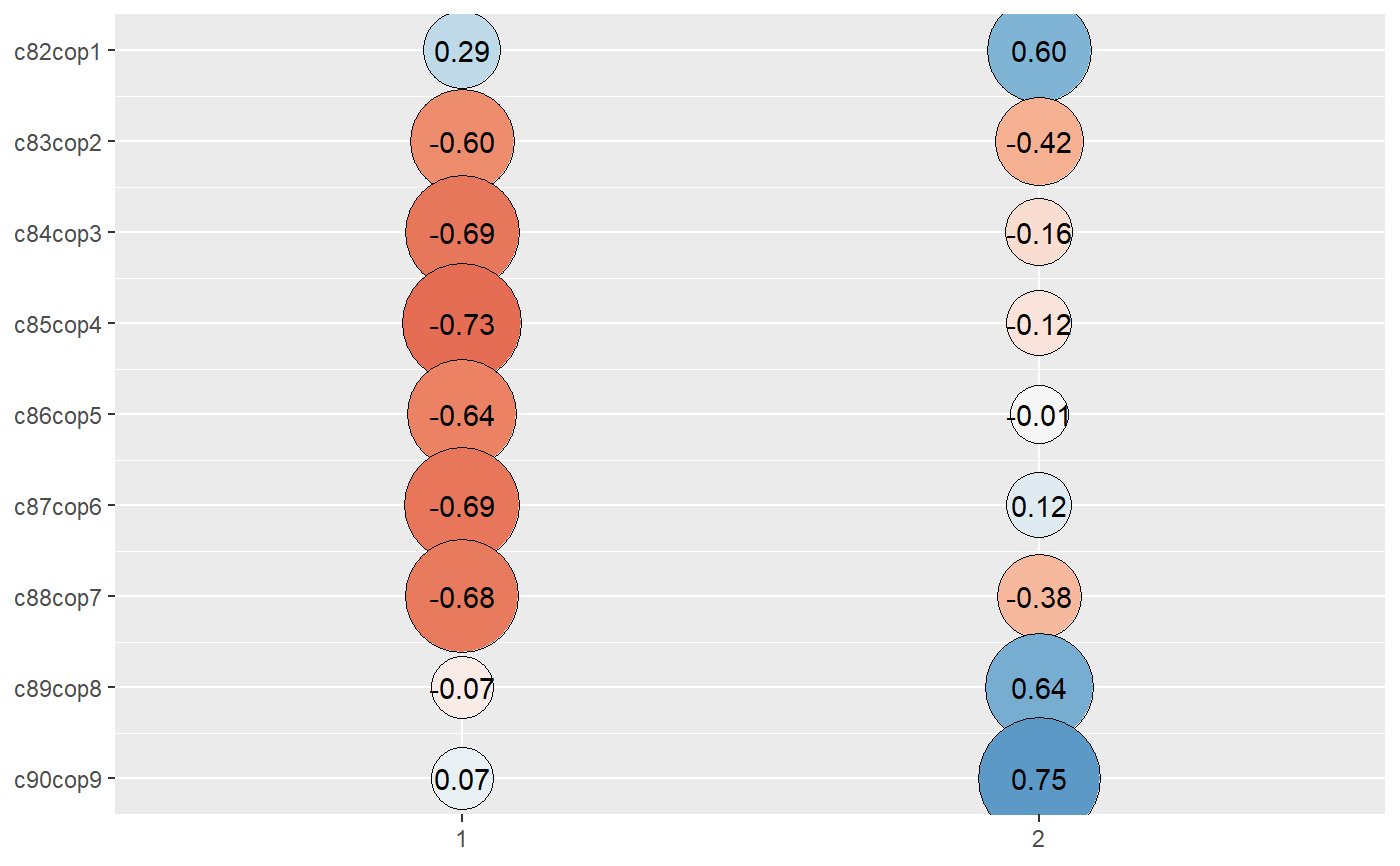 c82cop1 0.29 0.60
c83cop2 -0.60 -0.42
c84cop3 -0.69 -0.16
c85cop4 -0.73 -0.12
c86cop5 -0.64 -0.01
c87cop6 -0.69 0.12
c88cop7 -0.68 -0.38
c89cop8 -0.07 0.64
c90cop9 0.07 0.75
1 2